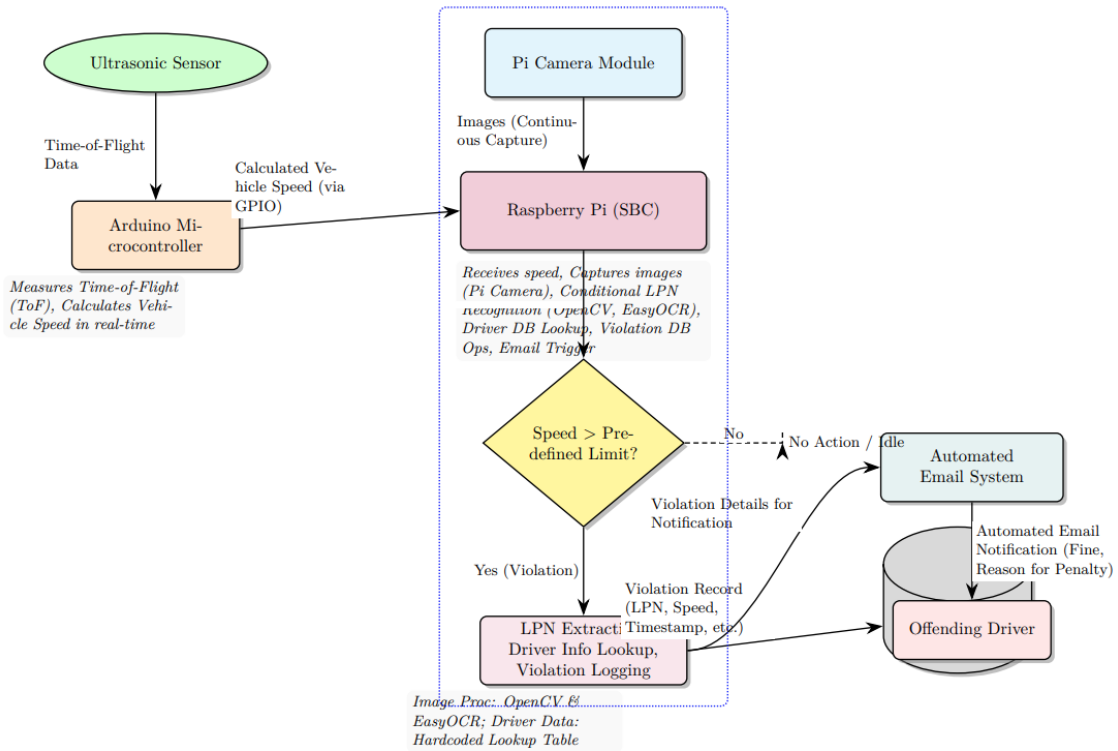 Ultrasonic Sensor
Pi Camera Module
Time-of-Flight
Data
Images (Continu-
ous Capture)
Calculated Ve-
hicle Speed (via
GPIO)
Arduino Mi-
crocontroller
Raspberry Pi (SBC)
Measures Time-of-Flight
(ToF), Calculates Vehi-
cle Speed in real-time
Receives speed, Captures images
(Pi Camera), Conditional LPN
Recognition (OpenCV, EasyOCR),
Driver DB Lookup, Violation DB
Ops, Email Trigger
Speed > Pre-
defined Limit?
No
No Action / Idle
Automated
Email System
Violation Details for
Notification
Automated Email
Notification (Fine,
Reason for Penalty)
Yes (Violation)
Violation Record
(LPN, Speed,
Timestamp, etc.)
LPN Extracti
Driver Info Lookup,
Violation Logging
Offending Driver
Image Proc: OpenCV &
EasyOCR; Driver Data:
Hardcoded Lookup Table